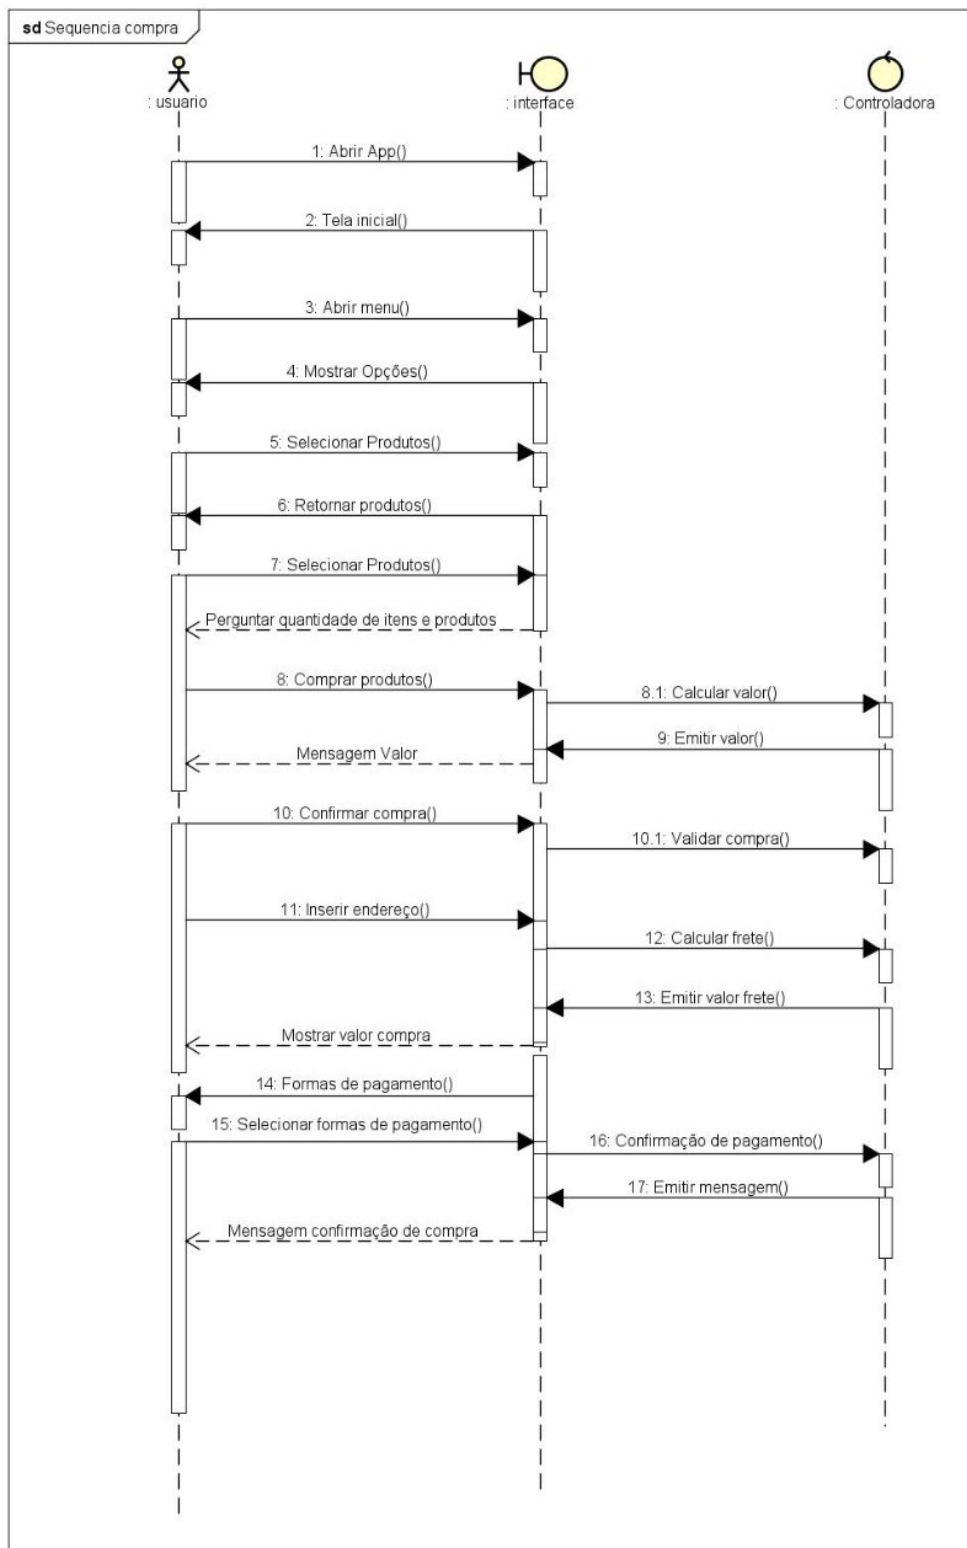 sd Sequencia compra
: usuario
: interface
: Controladora
1: Abrir App()
2: Tela inicial()
3: Abrir menu()
4: Mostrar Opções()
5: Selecionar Produtos()
6: Retornar produtos()
7: Selecionar Produtos()
Perguntar quantidade de itens e produtos
8: Comprar produtos()
8.1: Calcular valor()
9: Emitir valor()
Mensagem Valor
10: Confirmar compra()
10.1: Validar compra()
11: Inserir endereço()
12: Calcular frete()
13: Emitir valor frete()
Mostrar valor compra
14: Formas de pagamento()
15: Selecionar formas de pagamento()
16: Confirmação de pagamento()
17: Emitir mensagem()
Mensagem confirmação de compra